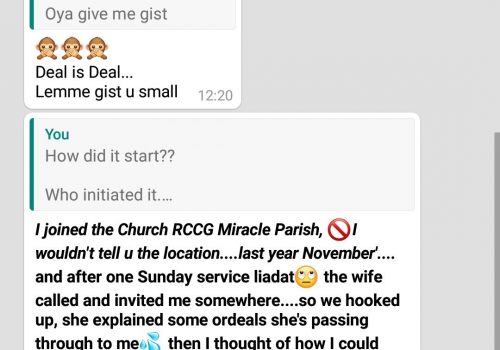 Oya give me gist
🙊🙊🙊
Deal is Deal...
Lemme gist u small 12:20
You
How did it start??
Who initiated it....
I joined the Church RCCG Miracle Parish, 🚫I
wouldn't tell u the location....last year November'....
and after one Sunday service liadat🙄 the wife
called and invited me somewhere....so we hooked
up, she explained some ordeals she's passing
through to me💦 then I thought of how I could